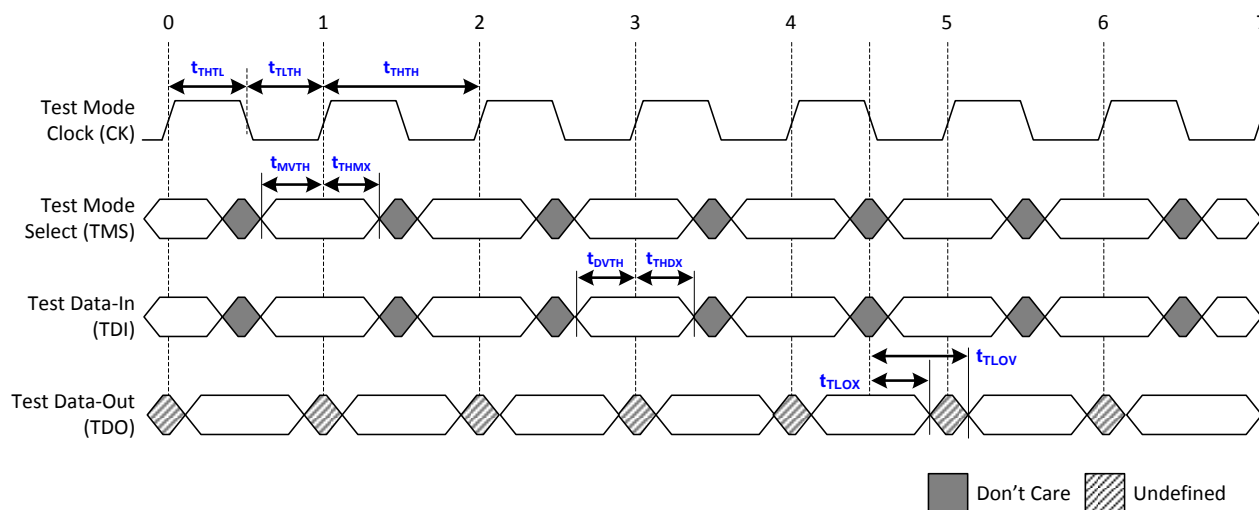 0 1 2 3 4 5 6 7
tTHTL tTLTH tTHTH
Test Mode
Clock (CK)
tMVTH tTHMX
Test Mode
Select (TMS)
tDVTH tTHDX
Test Data-In
(TDI)
tTLOV
tTLOX
Test Data-Out
(TDO)
Don't Care Undefined